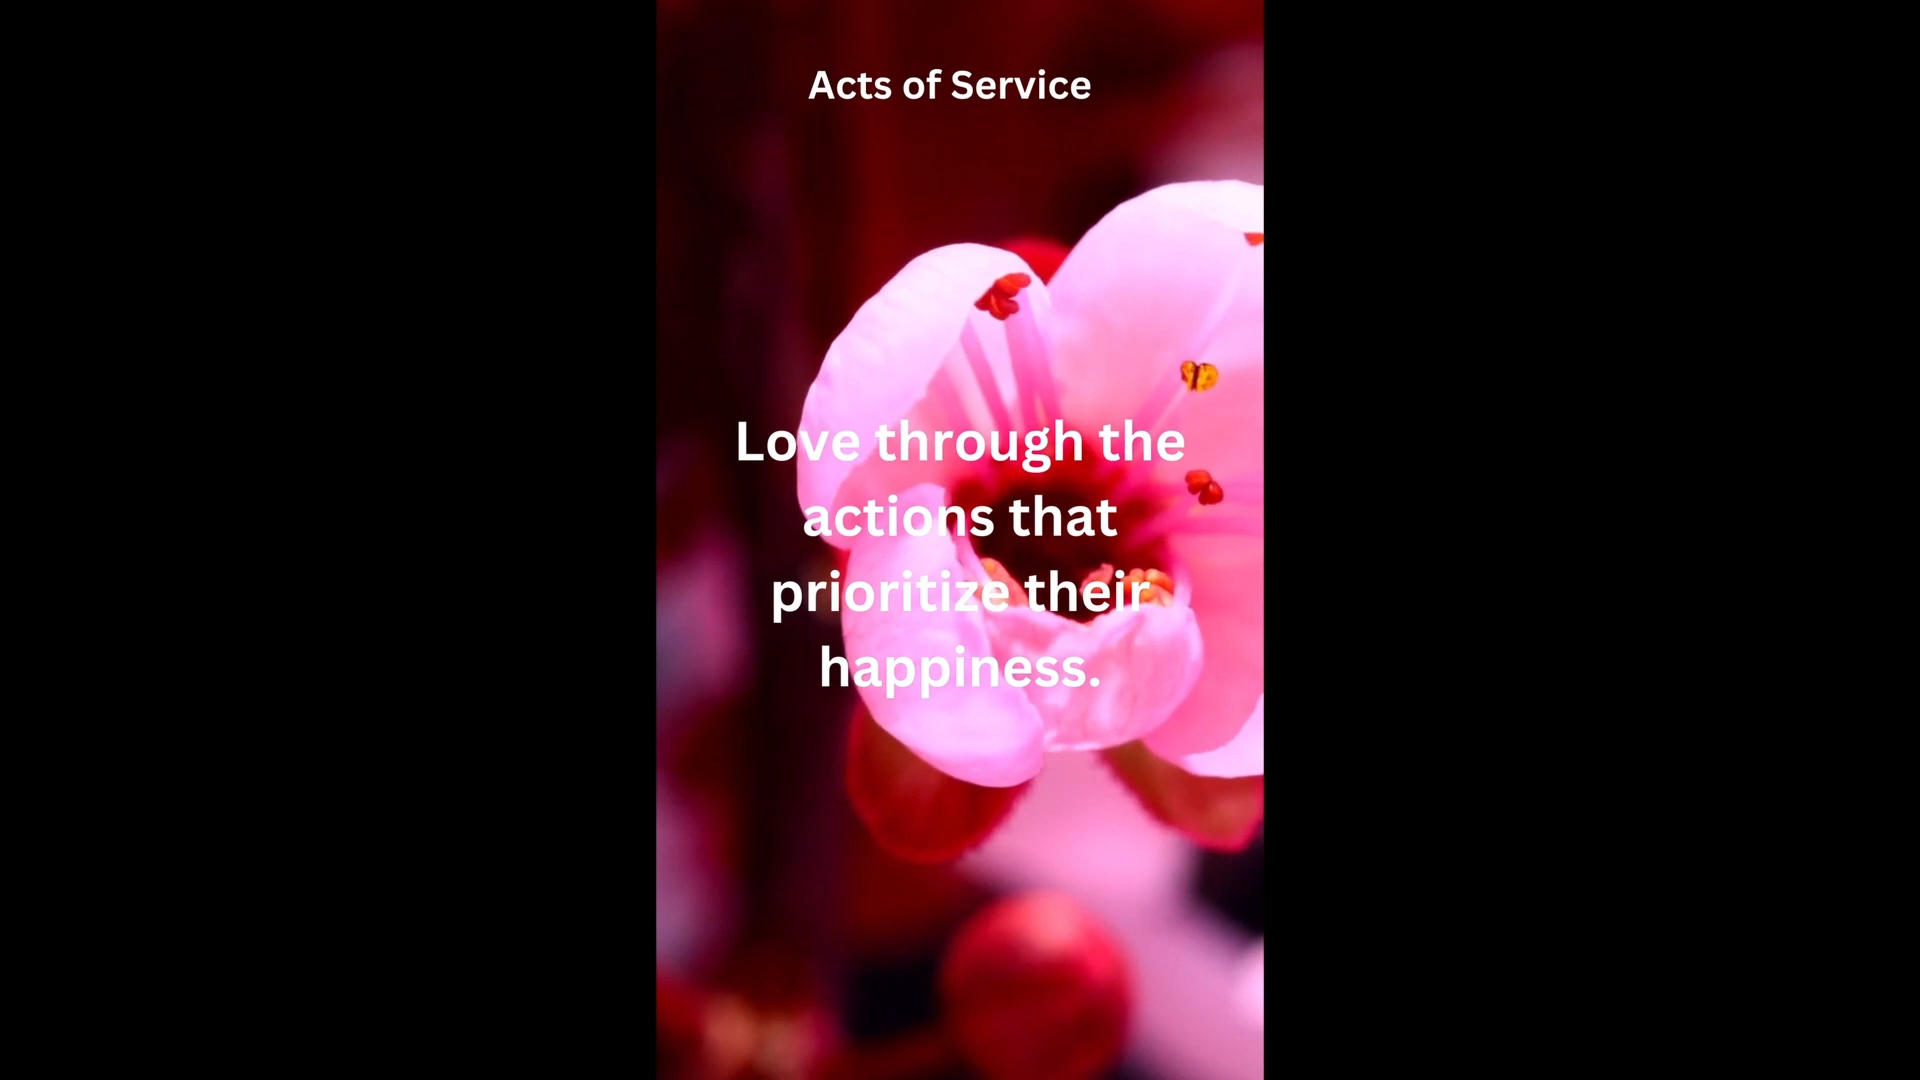 Acts of Service
Love through the
actions that
prioritize their
happiness.